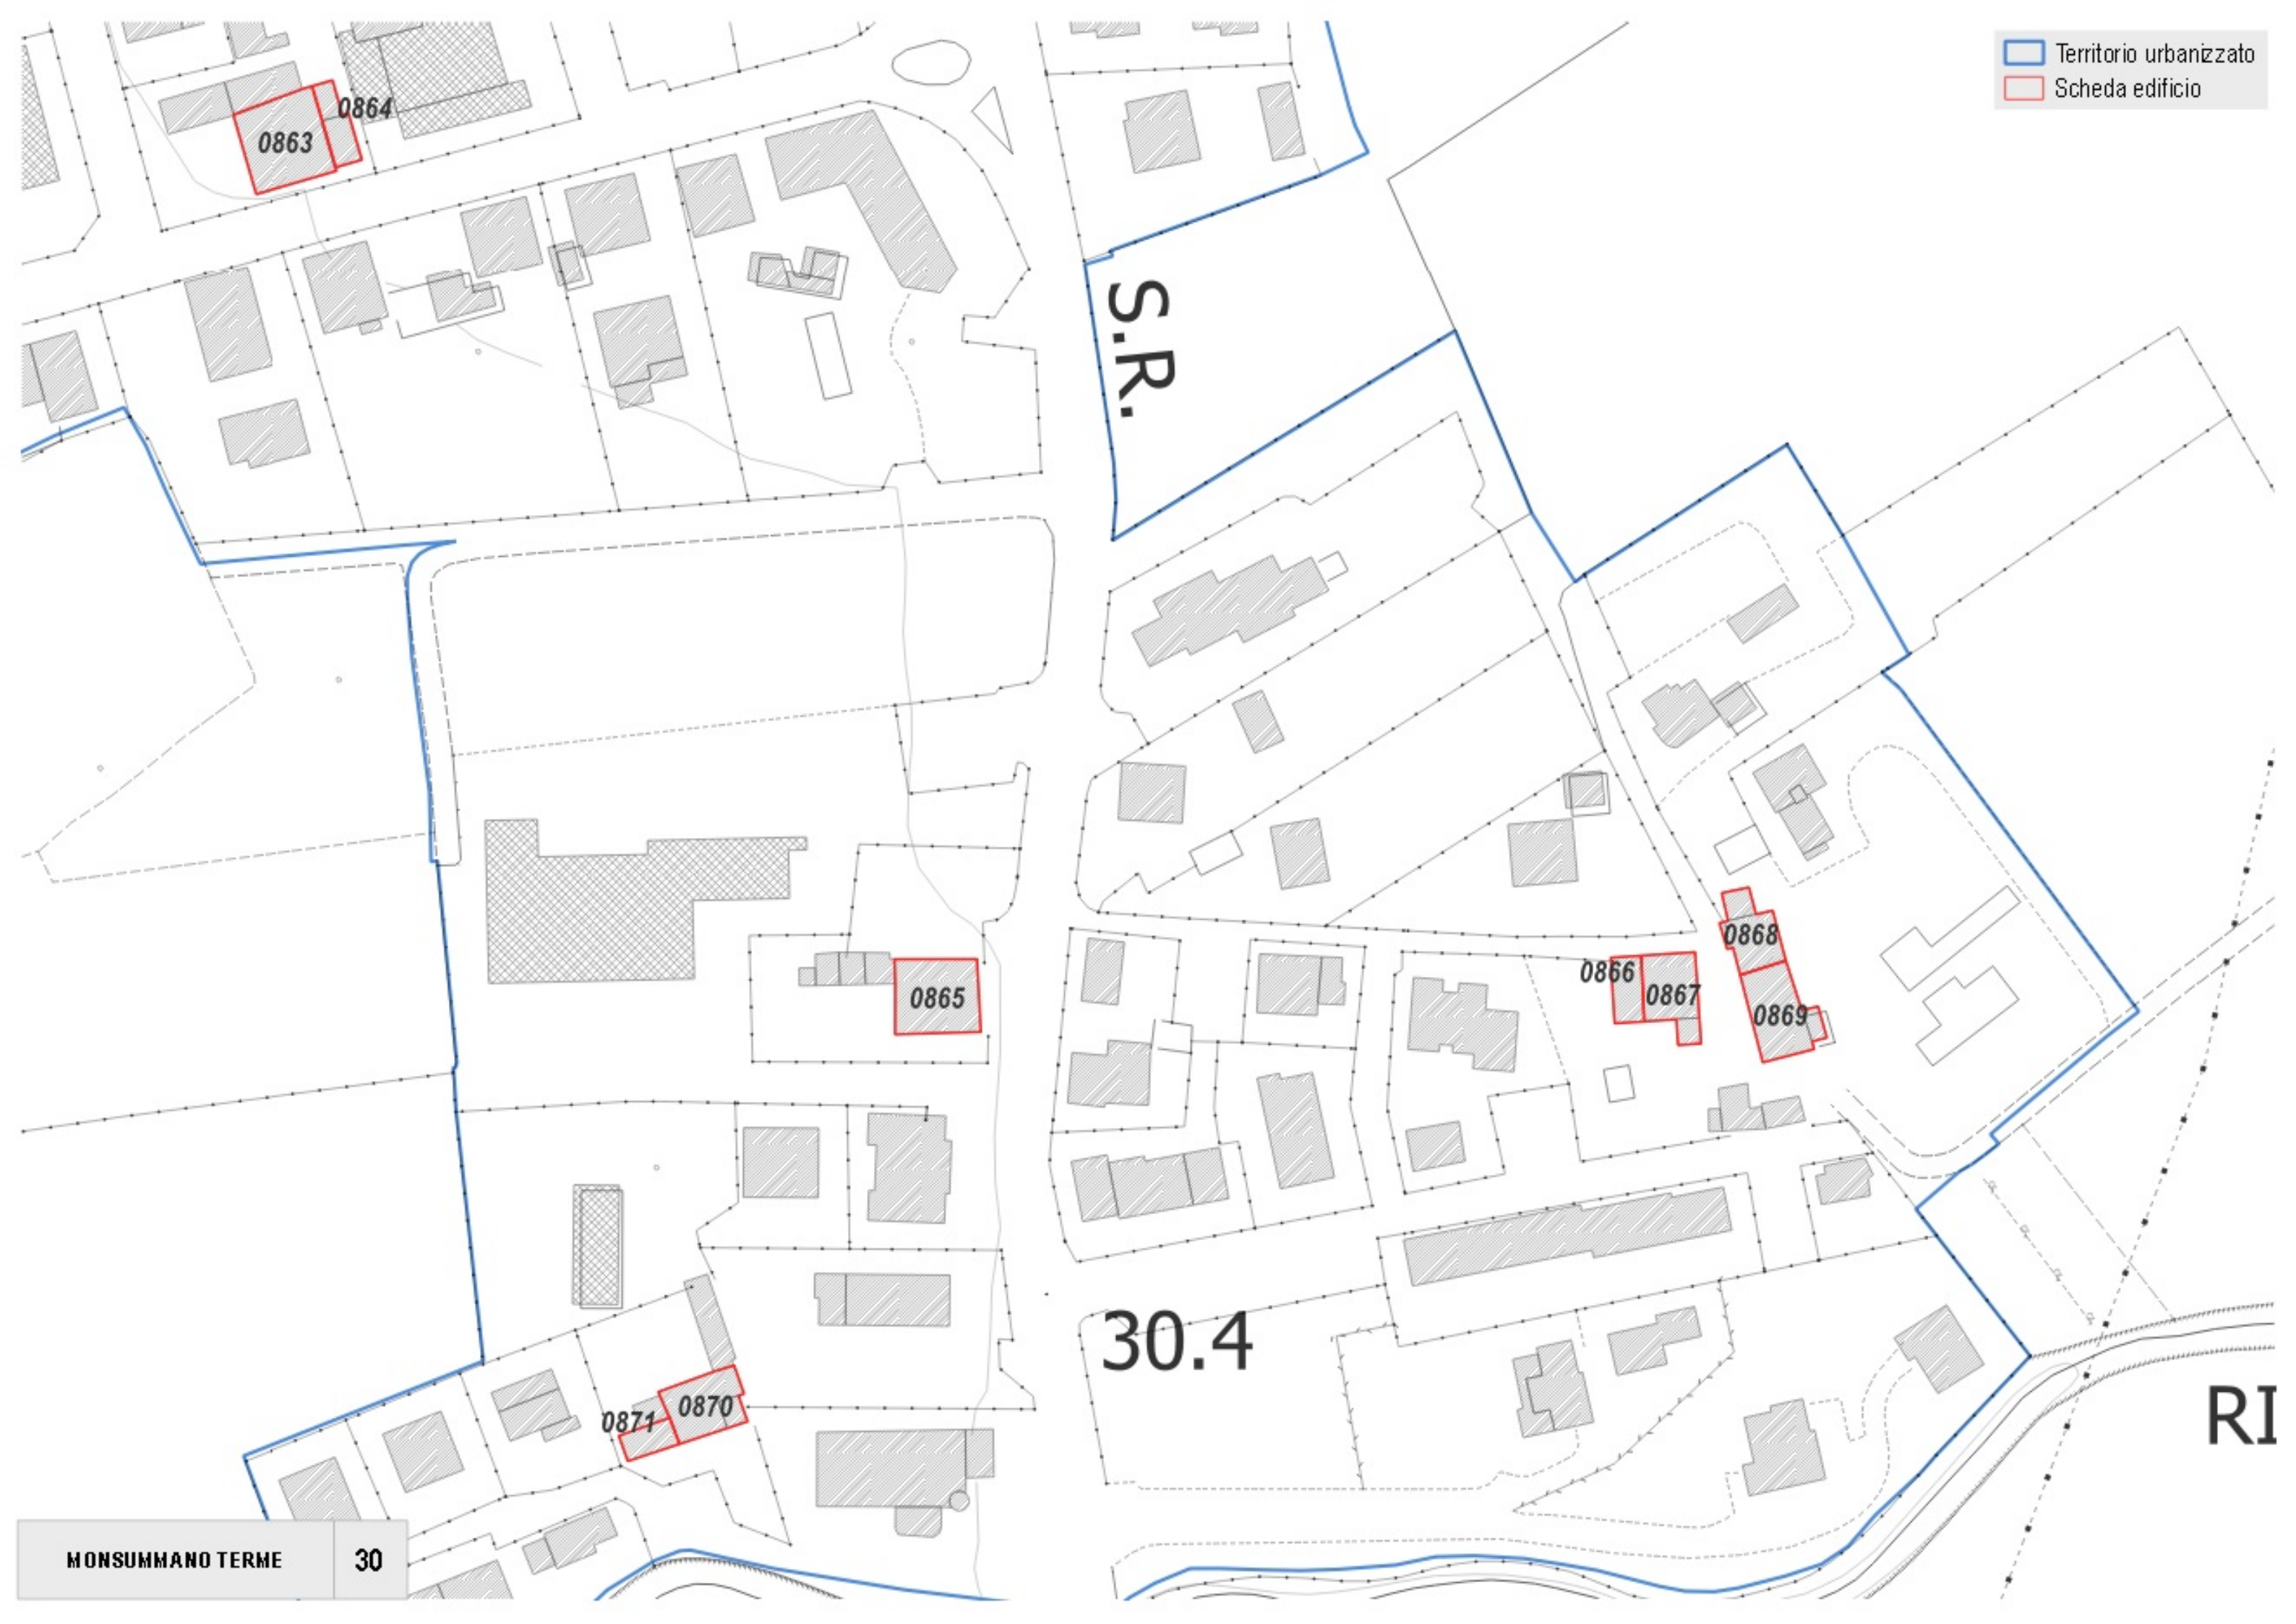 Territorio urbanizzato
Scheda edificio
0864
0863
S.R.
0868
0866
0867
0865
0869
30.4
0870
0871
RI
MONSUMMANO TERME 30